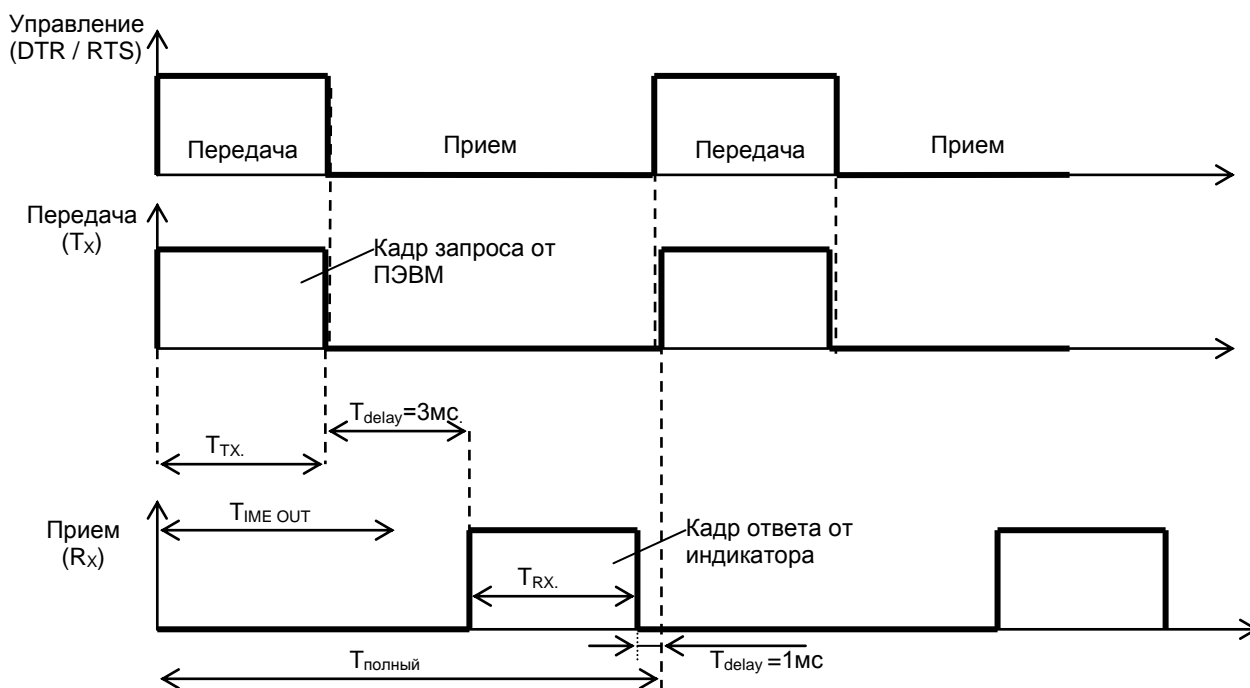 Управление
(DTR / RTS)
Передача
Прием
Передача
Прием
Передача
(TX)
Кадр запроса от
ПЭВМ
Tdelay=3мс.
TTX.
Прием
(RX)
TIME OUT
Кадр ответа от
индикатора
TRX.
Tполный
Tdelay =1мс